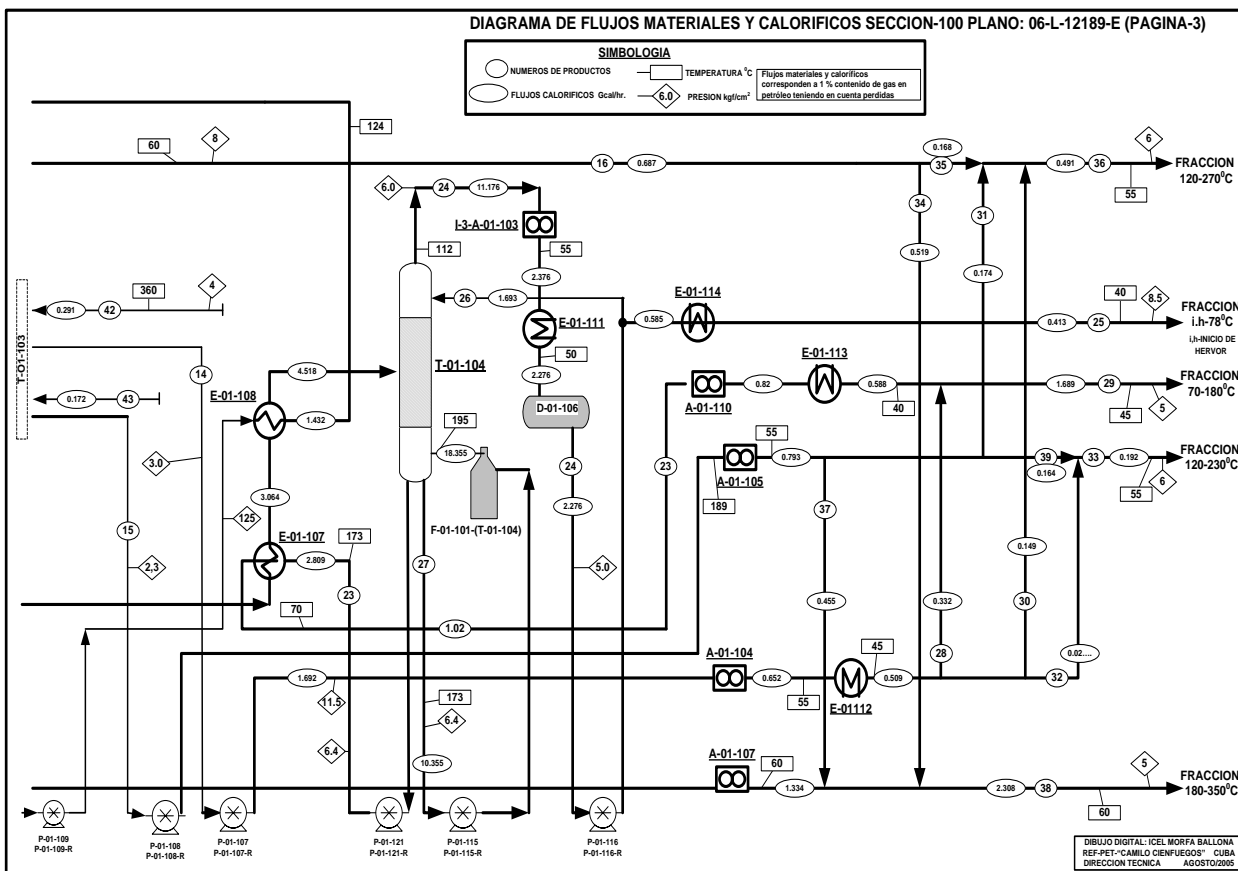 DIAGRAMA DE FLUJOS MATERIALES Y CALORIFICOS SECCION-100 PLANO: 06-L-12189-E (PAGINA-3)
SIMBOLOGIA
NUMEROS DE PRODUCTOS
TEMPERATURA °C
FLUJOS CALORIFICOS Gcal/hr.
6.0
PRESION kgf/cm²
Flujos materiales y caloríficos
corresponden a 1 % contenido de gas en
petróleo teniendo en cuenta perdidas
124
60
8
16
0.687
0.168
35
0.491
36
6
55
FRACCION
120-270°C
6.0
24
11.176
I-3-A-01-103
112
55
2.376
34
0.519
31
0.174
T-O1-103
0.291
42
360
4
26
1.693
E-01-111
50
2.276
E-01-114
0.585
0.413
25
40
8.5
FRACCION
i.h-78°C
i,h-INICIO DE
HERVOR
14
4.518
T-01-104
E-01-113
E-01-108
0.172
43
1.432
D-01-106
A-01-110
0.82
0.588
40
1.689
29
45
5
FRACCION
70-180°C
195
18.355
3.0
24
23
55
0.793
A-01-105
189
39
0.164
33
0.192
55
6
FRACCION
120-230°C
3.064
125
15
2,3
F-01-101-(T-01-104)
2.276
37
E-01-107
2.809
173
27
23
5.0
0.149
70
1.02
0.455
0.332
30
28
0.02....
A-01-104
45
1.692
11.5
0.652
55
0.509
32
E-01112
173
6.4
6.4
10.355
A-01-107
60
1.334
2.308
38
60
5
FRACCION
180-350°C
P-01-109
P-01-109-R
P-01-108
P-01-108-R
P-01-107
P-01-107-R
P-01-121
P-01-121-R
P-01-115
P-01-115-R
P-01-116
P-01-116-R
DIBUJO DIGITAL: ICEL MORFA BALLONA
REF-PET-"CAMILO CIENFUEGOS" CUBA
DIRECCION TECNICA AGOSTO/2005